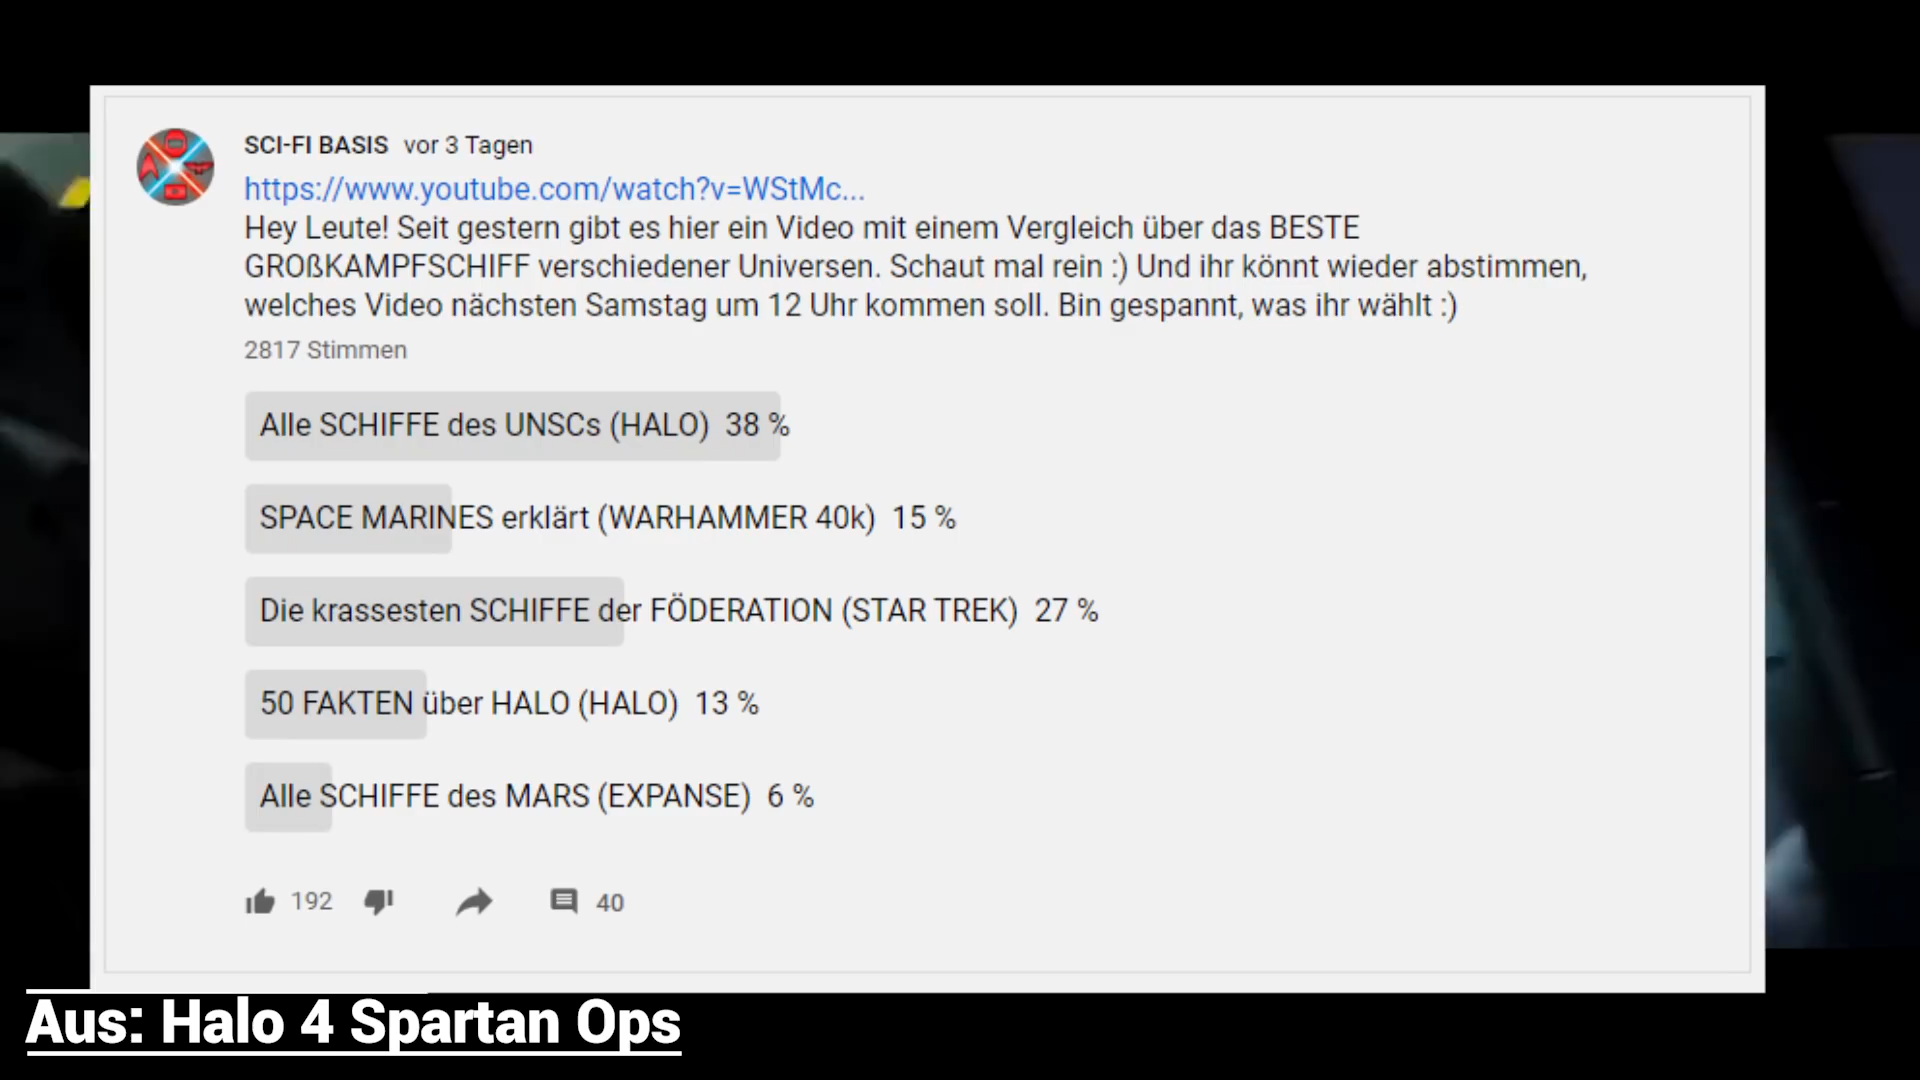 SCI-FI BASIS vor 3 Tagen
https://www.youtube.com/watch?v=WStMc...
Hey Leute! Seit gestern gibt es hier ein Video mit einem Vergleich über das BESTE
GROßKAMPFSCHIFF verschiedener Universen. Schaut mal rein :) Und ihr könnt wieder abstimmen,
welches Video nächsten Samstag um 12 Uhr kommen soll. Bin gespannt, was ihr wählt :)
2817 Stimmen
Alle SCHIFFE des UNSCs (HALO) 38 %
SPACE MARINES erklärt (WARHAMMER 40k) 15 %
Die krassesten SCHIFFE der FÖDERATION (STAR TREK) 27 %
50 FAKTEN über HALO (HALO) 13 %
Alle SCHIFFE des MARS (EXPANSE) 6 %
192 40
Aus: Halo 4 Spartan Ops